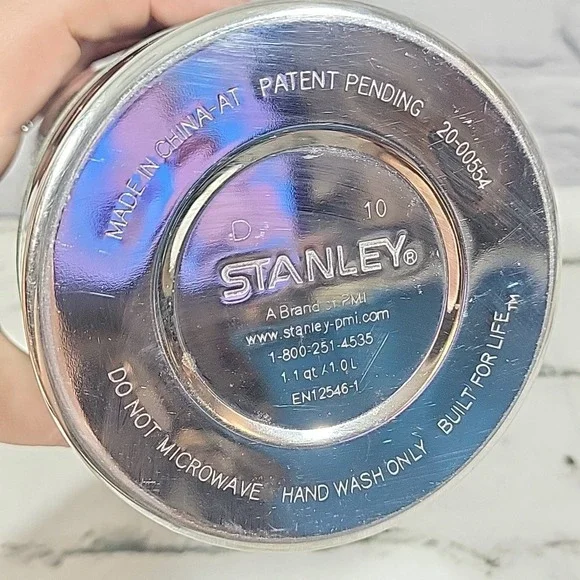 MADE IN CHINA-AT PATENT PENDING 20-00554
D 10
STANLEY®
A Brand of PMI
www.stanley-pmi.com
1-800-251-4535
1.1 qt / 1.0 L
EN12546-1
DO NOT MICROWAVE HAND WASH ONLY BUILT FOR LIFE™